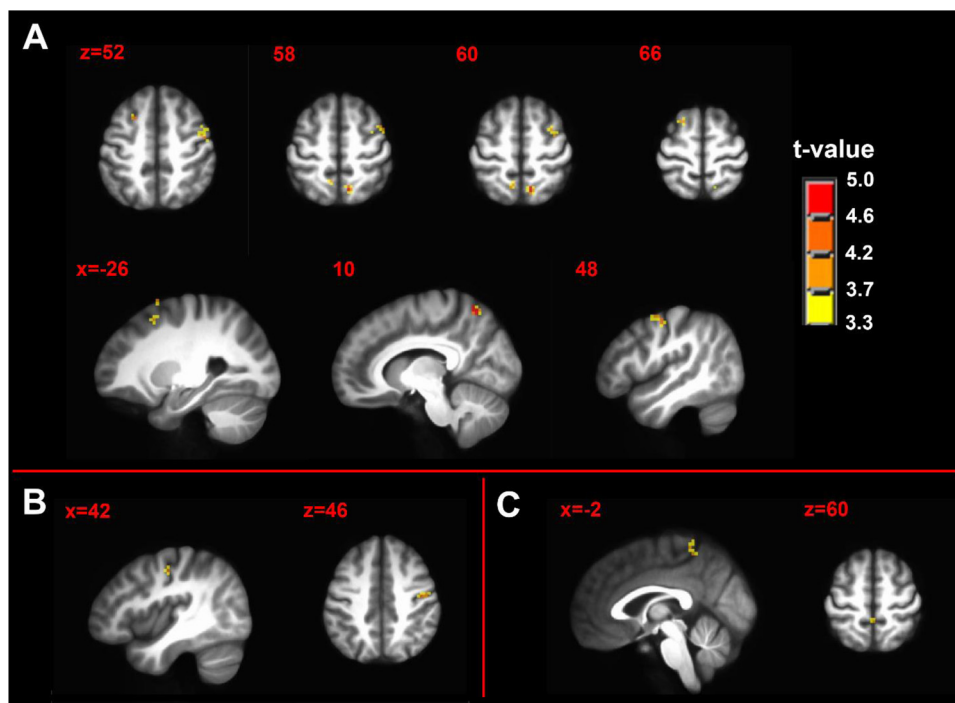 A
z=52
58
60
66
t-value
5.0
4.6
4.2
3.7
3.3
x=-26
10
48
B
x=42
z=46
C
x=-2
z=60